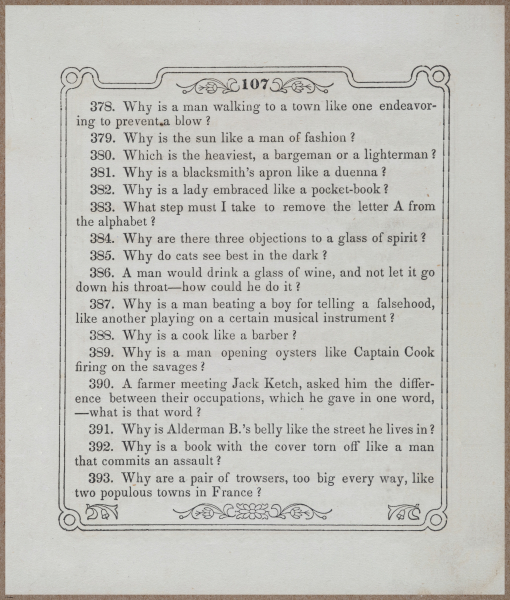 107
378. Why is a man walking to a town like one endeavor-
ing to prevent a blow?
379. Why is the sun like a man of fashion?
380. Which is the heaviest, a bargeman or a lighterman?
381. Why is a blacksmith's apron like a duenna?
382. Why is a lady embraced like a pocket-book?
383. What step must I take to remove the letter A from
the alphabet?
384. Why are there three objections to a glass of spirit?
385. Why do cats see best in the dark?
386. A man would drink a glass of wine, and not let it go
down his throat—how could he do it?
387. Why is a man beating a boy for telling a falsehood,
like another playing on a certain musical instrument?
388. Why is a cook like a barber?
389. Why is a man opening oysters like Captain Cook
firing on the savages?
390. A farmer meeting Jack Ketch, asked him the differ-
ence between their occupations, which he gave in one word,
—what is that word?
391. Why is Alderman B.'s belly like the street he lives in?
392. Why is a book with the cover torn off like a man
that commits an assault?
393. Why are a pair of trowsers, too big every way, like
two populous towns in France?